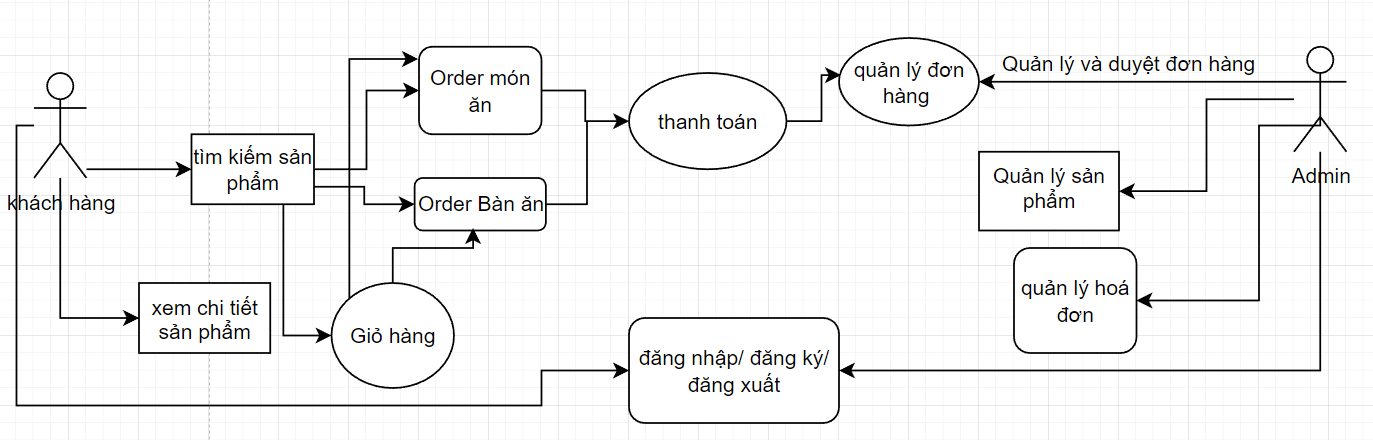 Order món
ăn
thanh toán
quản lý đơn
hàng
Quản lý và duyệt đơn hàng
khách hàng
tìm kiếm sản
phẩm
Order Bàn ăn
Quản lý sản
phẩm
Admin
xem chi tiết
sản phẩm
Giỏ hàng
quản lý hoá
đơn
đăng nhập/ đăng ký/
đăng xuất